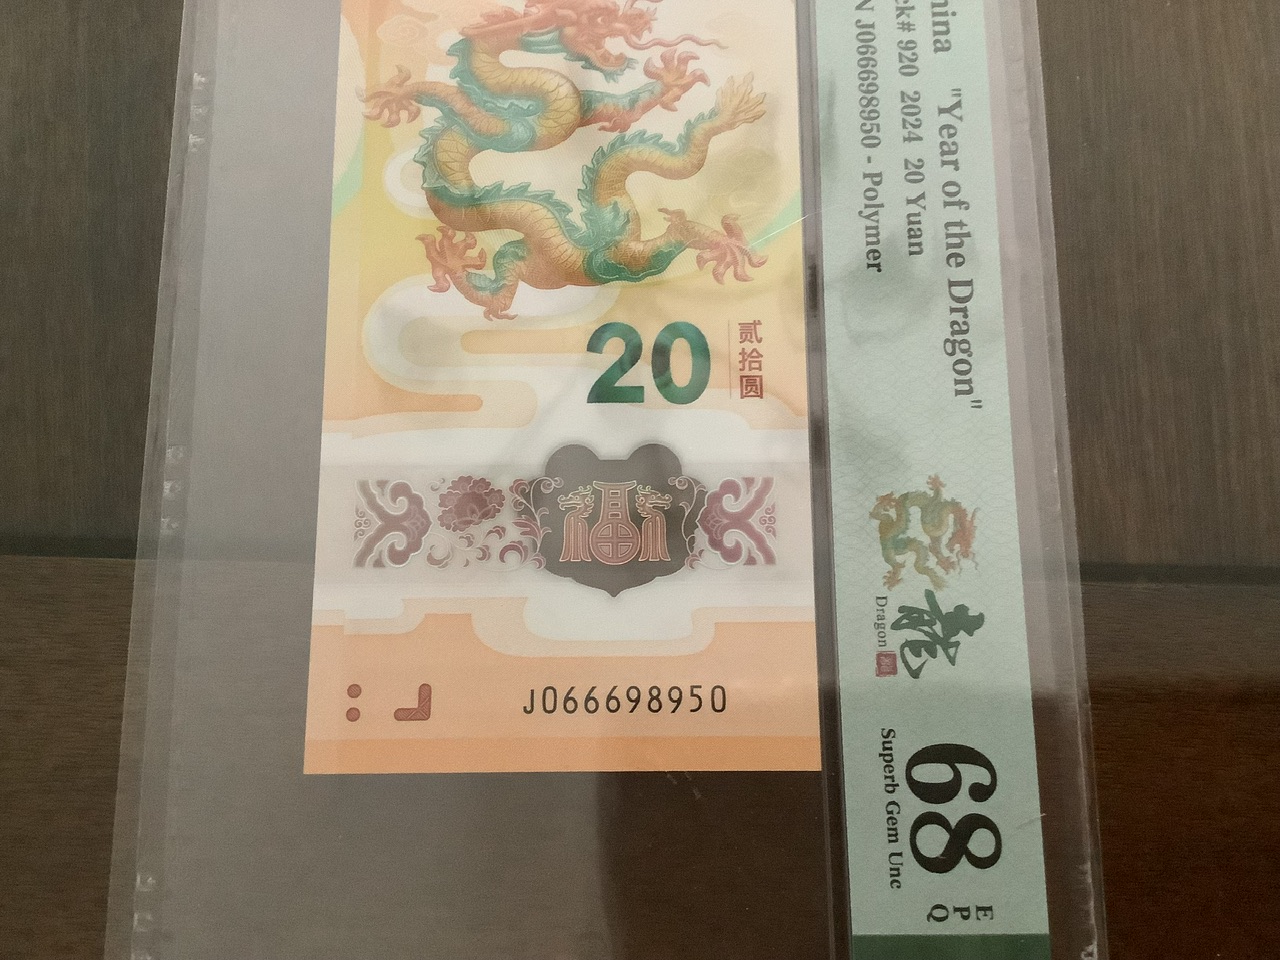 20
贰拾圆
J066698950
hina "Year of the Dragon"
ck# 920 2024 20 Yuan
N J066698950 - Polymer
龍
Dragon
68
EPQ
Superb Gem Unc